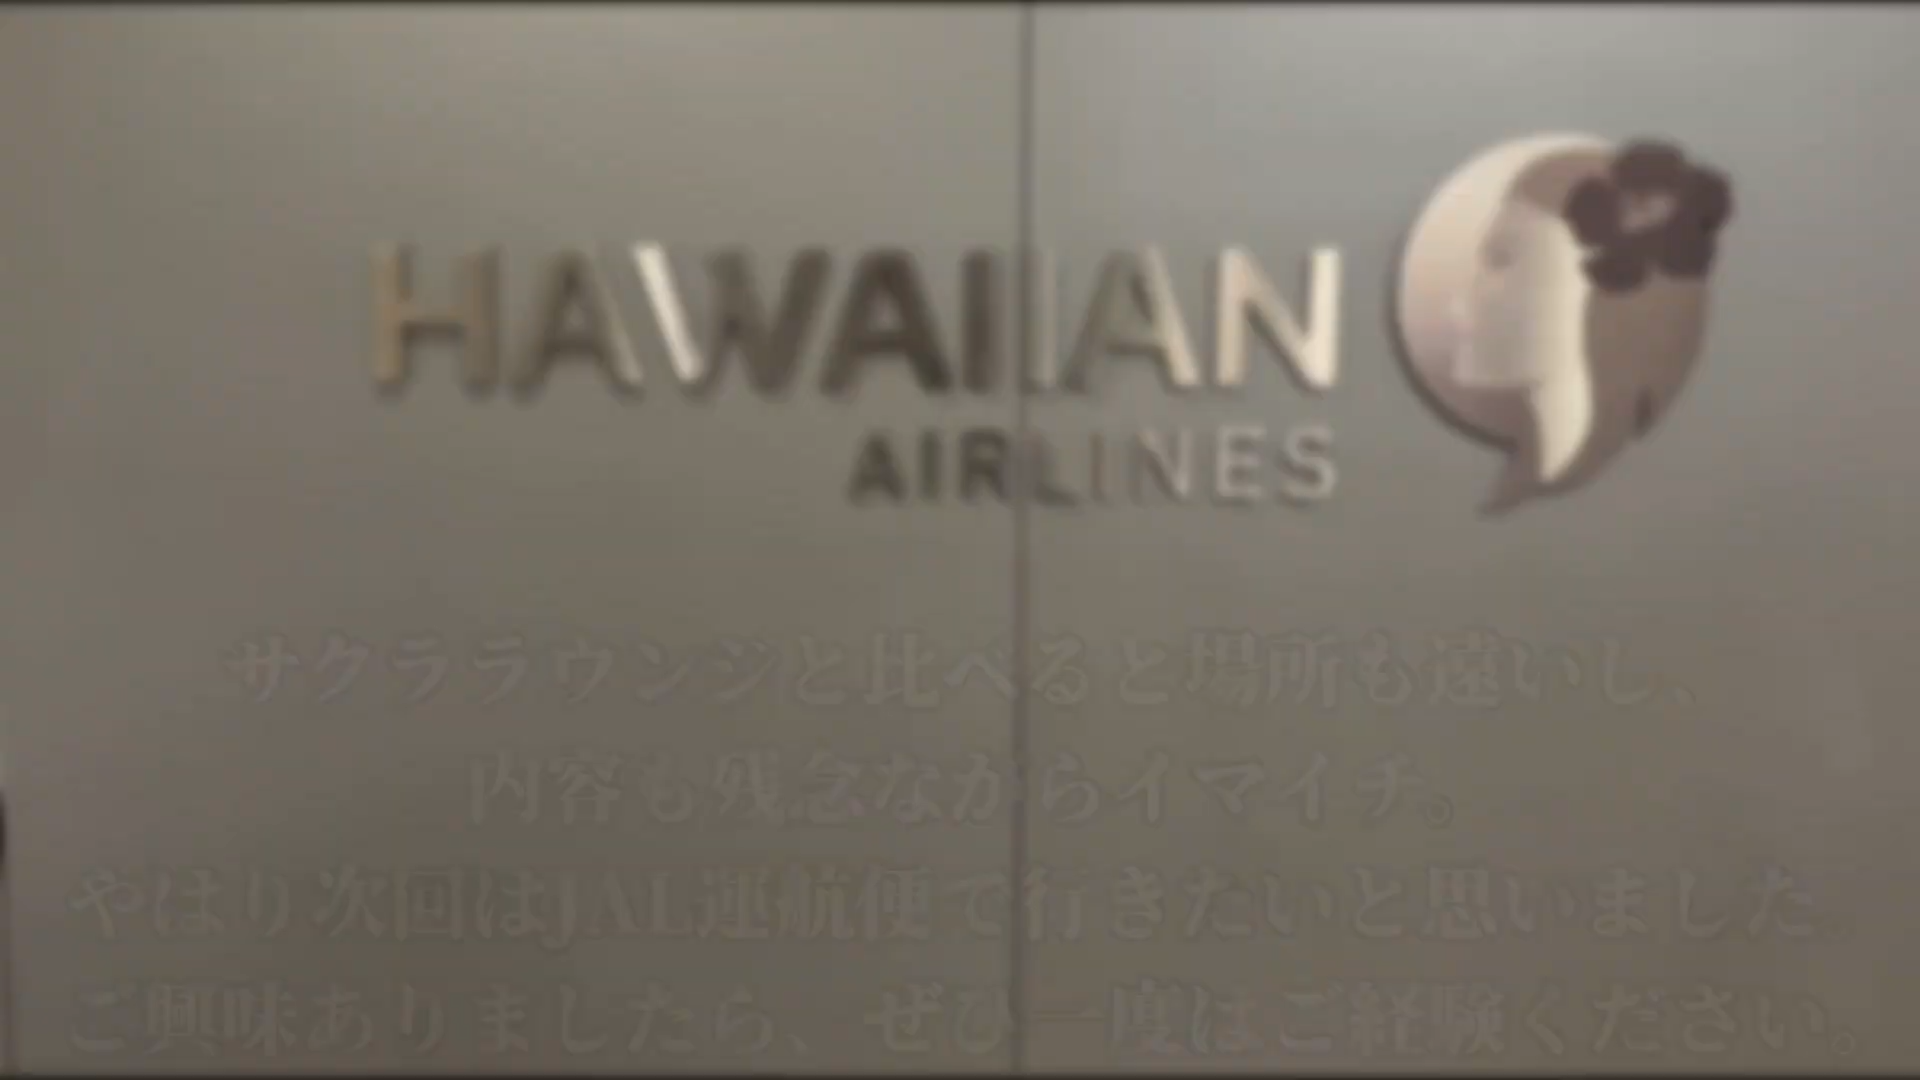 HAWAIIAN
AIRLINES
サクララウンジと比べると場所も遠いし、
内容も残念ながらイマイチ。
やはり次回はJAL運航便で行きたいと思いました。
ご興味ありましたら、ぜひ一度はご経験ください。